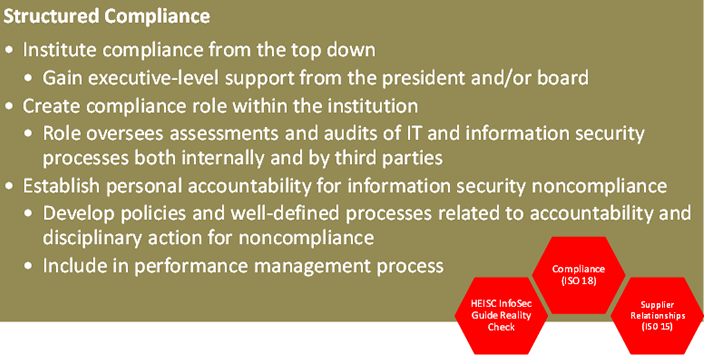 Structured Compliance
• Institute compliance from the top down
• Gain executive-level support from the president and/or board
• Create compliance role within the institution
• Role oversees assessments and audits of IT and information security
processes both internally and by third parties
• Establish personal accountability for information security noncompliance
• Develop policies and well-defined processes related to accountability and
disciplinary action for noncompliance
• Include in performance management process
Compliance
(ISO 18)
HEISC InfoSec
Guide Reality
Check
Supplier
Relationships
(ISO 15)